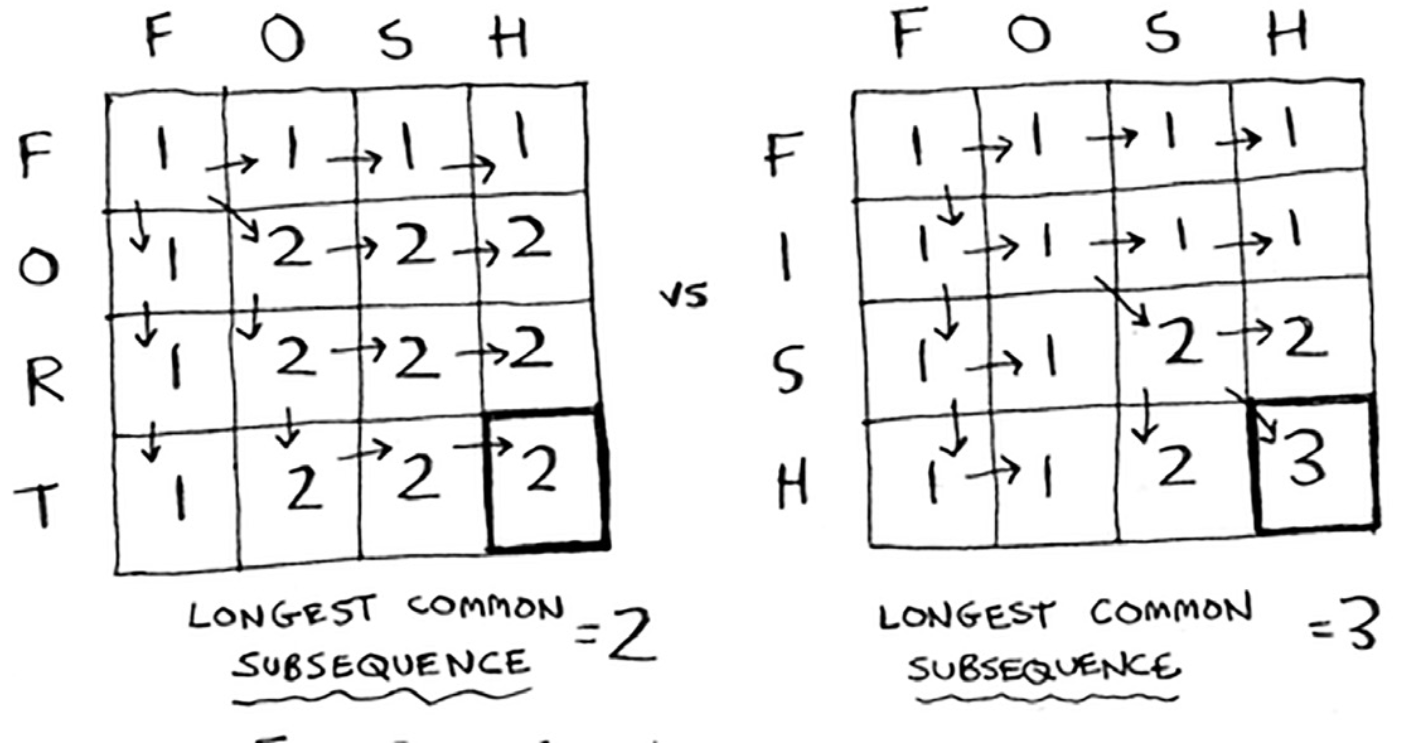 F O S H
F 1 → 1 → 1 → 1
O 1 2 → 2 → 2
R 1 2 → 2 → 2
T 1 2 → 2 → 2
LONGEST COMMON
SUBSEQUENCE = 2
vs
F O S H
F 1 → 1 → 1 → 1
I 1 → 1 → 1 → 1
S 1 → 1 2 → 2
H 1 → 1 2 3
LONGEST COMMON
SUBSEQUENCE = 3